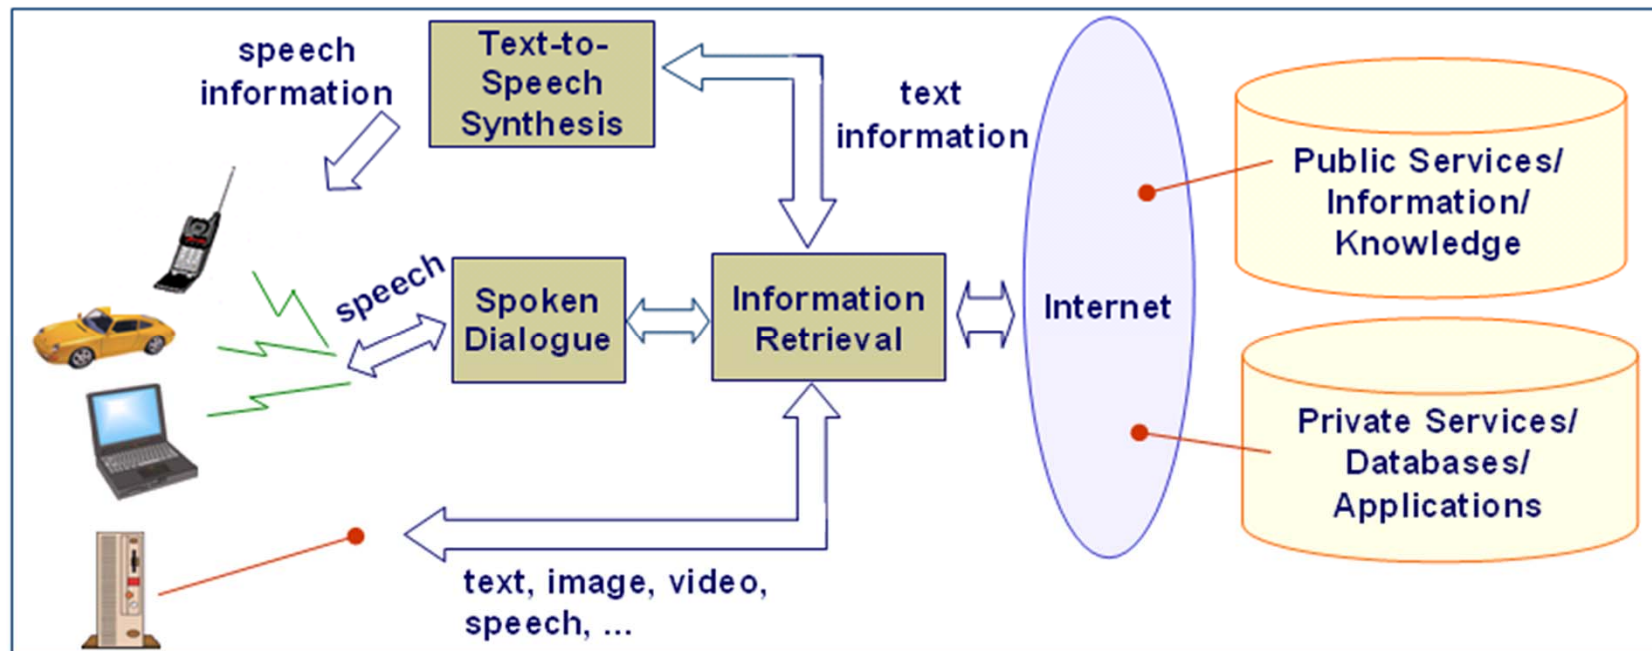 speech
information
Text-to-
Speech
Synthesis
text
information
Public Services/
Information/
Knowledge
speech
Spoken
Dialogue
Information
Retrieval
Internet
Private Services/
Databases/
Applications
text, image, video,
speech, ...